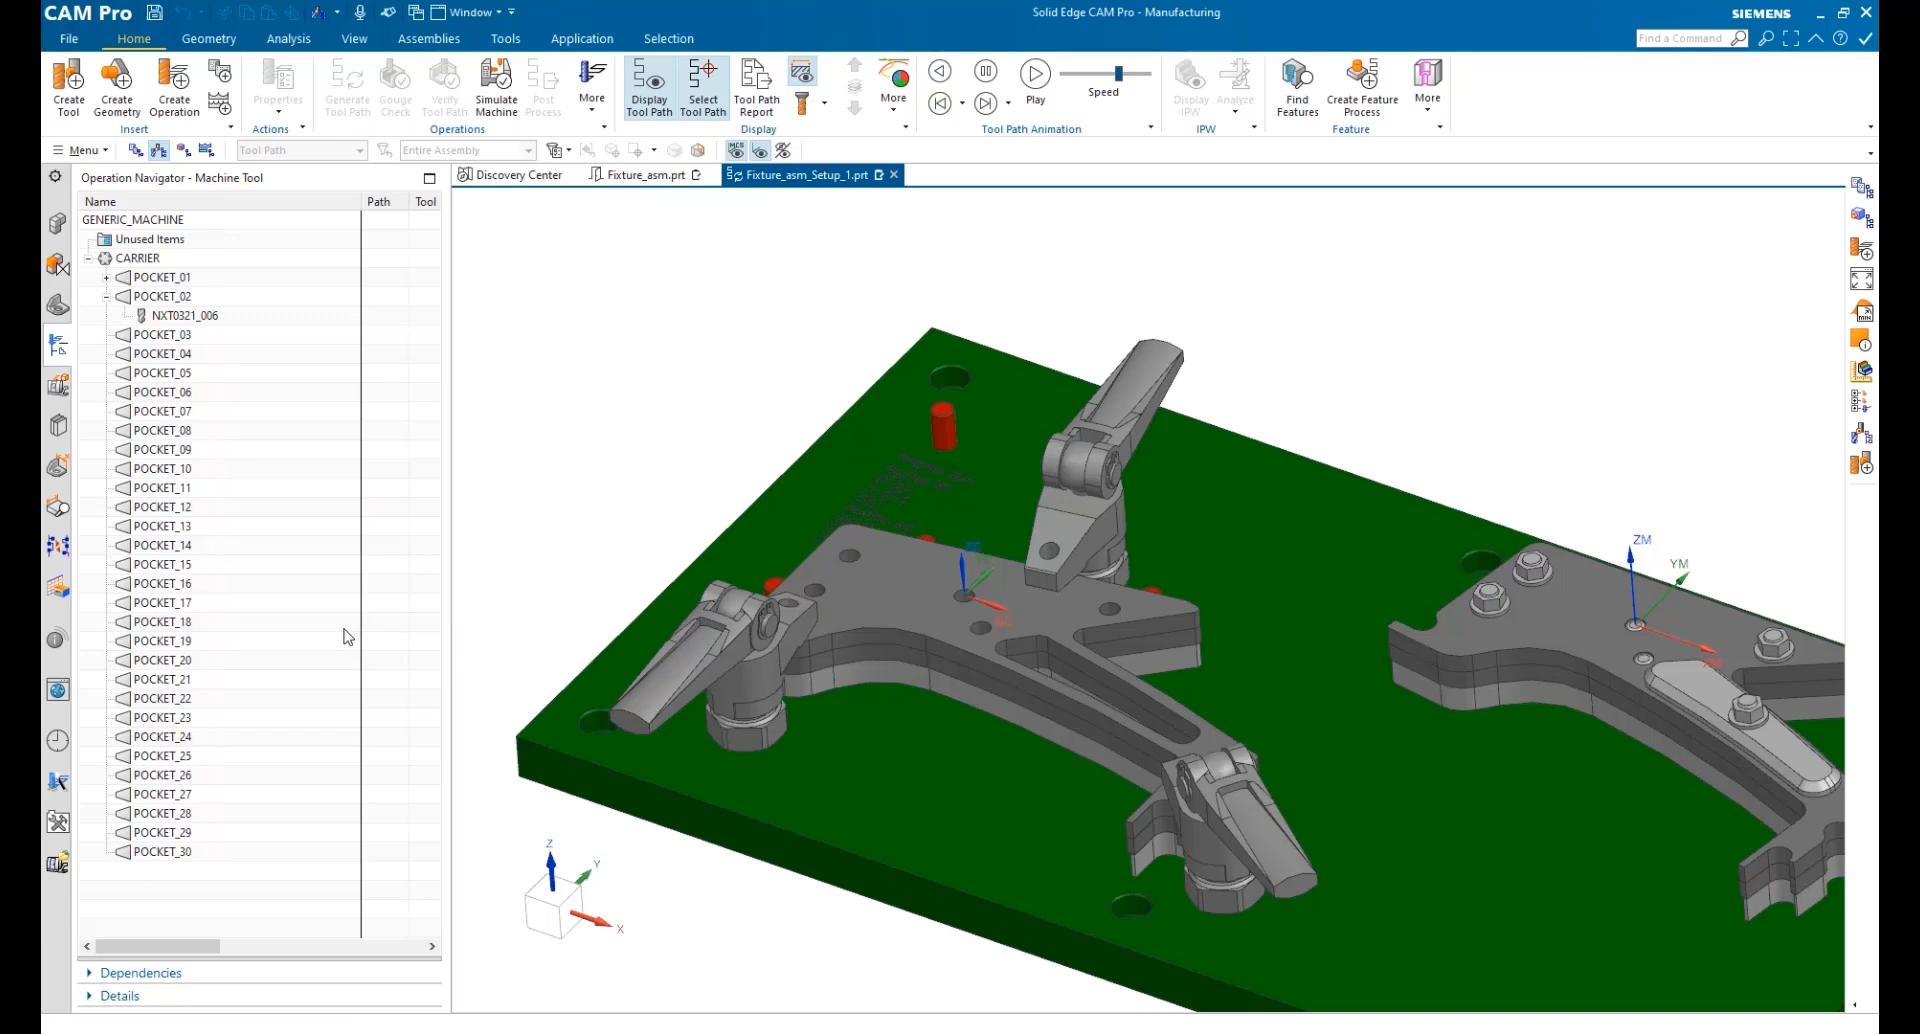 CAM Pro
Window
Solid Edge CAM Pro - Manufacturing
SIEMENS
File
Home
Geometry
Analysis
View
Assemblies
Tools
Application
Selection
Find a Command
Create Tool
Create Geometry
Create Operation
Insert
Properties
Actions
Generate Tool Path
Gouge Check
Verify Tool Path
Simulate Machine
Post Process
More
Operations
Display Tool Path
Select Tool Path
Tool Path Report
More
Display
Play
Speed
Tool Path Animation
Display IPW
Analyze
IPW
Find Features
Create Feature Process
More
Feature
Menu
Tool Path
Entire Assembly
MCS
Operation Navigator - Machine Tool
Discovery Center
Fixture_asm.prt
Fixture_asm_Setup_1.prt
Name
Path
Tool
GENERIC_MACHINE
Unused Items
CARRIER
POCKET_01
POCKET_02
NXT0321_006
POCKET_03
POCKET_04
POCKET_05
POCKET_06
POCKET_07
POCKET_08
POCKET_09
POCKET_10
POCKET_11
POCKET_12
POCKET_13
POCKET_14
POCKET_15
POCKET_16
POCKET_17
POCKET_18
POCKET_19
POCKET_20
POCKET_21
POCKET_22
POCKET_23
POCKET_24
POCKET_25
POCKET_26
POCKET_27
POCKET_28
POCKET_29
POCKET_30
Dependencies
Details
ZC
XC
ZM
YM
XM
Z
Y
X
MIN